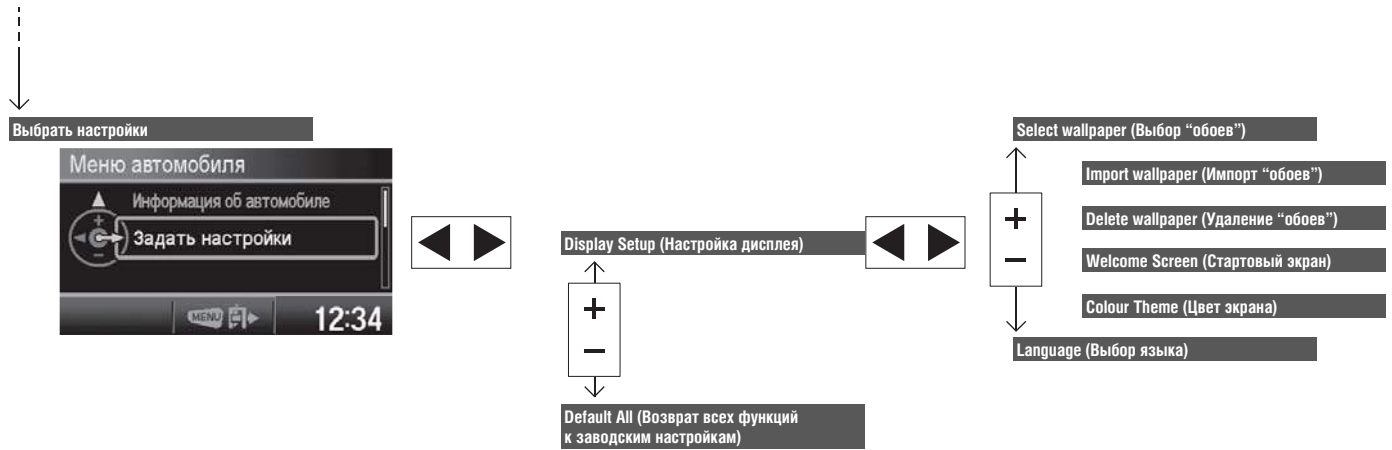 Выбрать настройки
Меню автомобиля
Информация об автомобиле
Задать настройки
MENU
12:34
Display Setup (Настройка дисплея)
+
–
Default All (Возврат всех функций
к заводским настройкам)
Select wallpaper (Выбор “обоев”)
Import wallpaper (Импорт “обоев”)
Delete wallpaper (Удаление “обоев”)
Welcome Screen (Стартовый экран)
Colour Theme (Цвет экрана)
+
–
Language (Выбор языка)